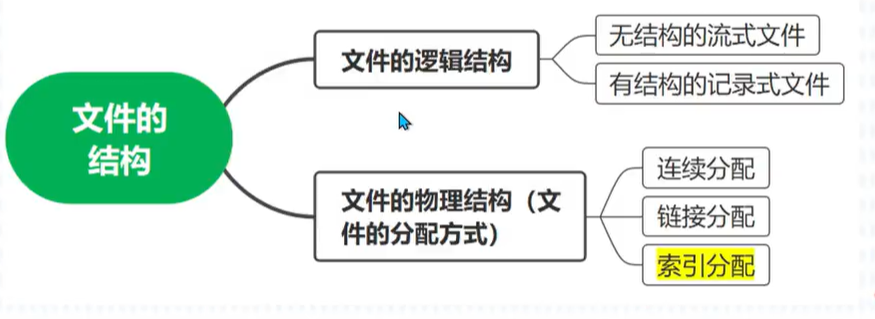 文件的
结构
文件的逻辑结构
无结构的流式文件
有结构的记录式文件
文件的物理结构（文
件的分配方式）
连续分配
链接分配
索引分配